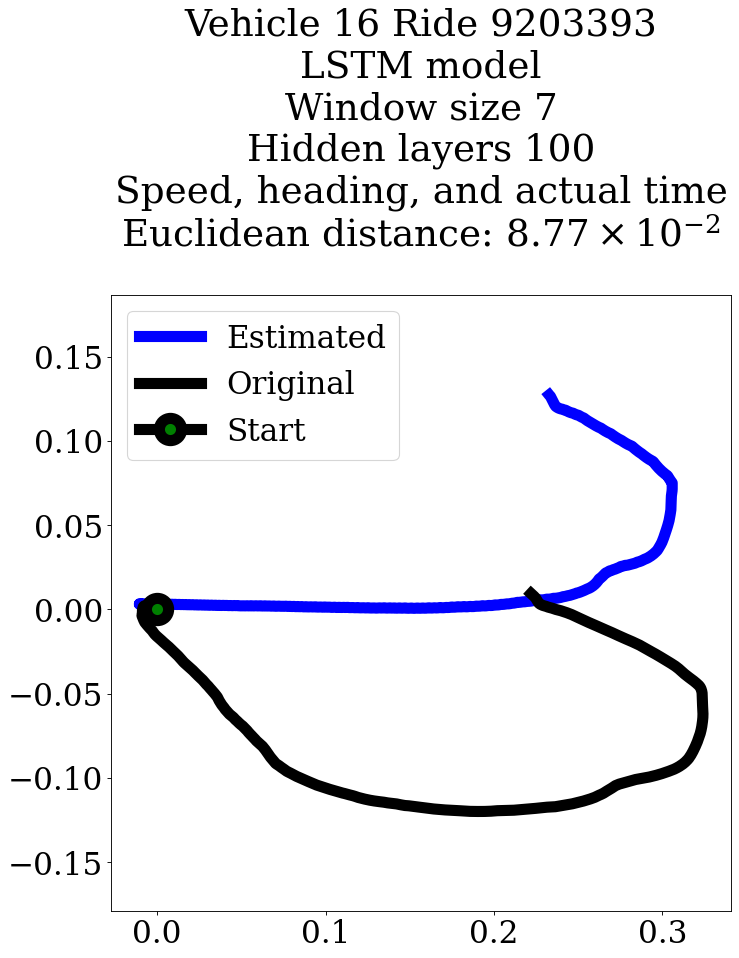 Vehicle 16 Ride 9203393
LSTM model
Window size 7
Hidden layers 100
Speed, heading, and actual time
Euclidean distance: 8.77 × 10⁻²
Estimated
Original
Start
0.15
0.10
0.05
0.00
−0.05
−0.10
−0.15
0.0 0.1 0.2 0.3